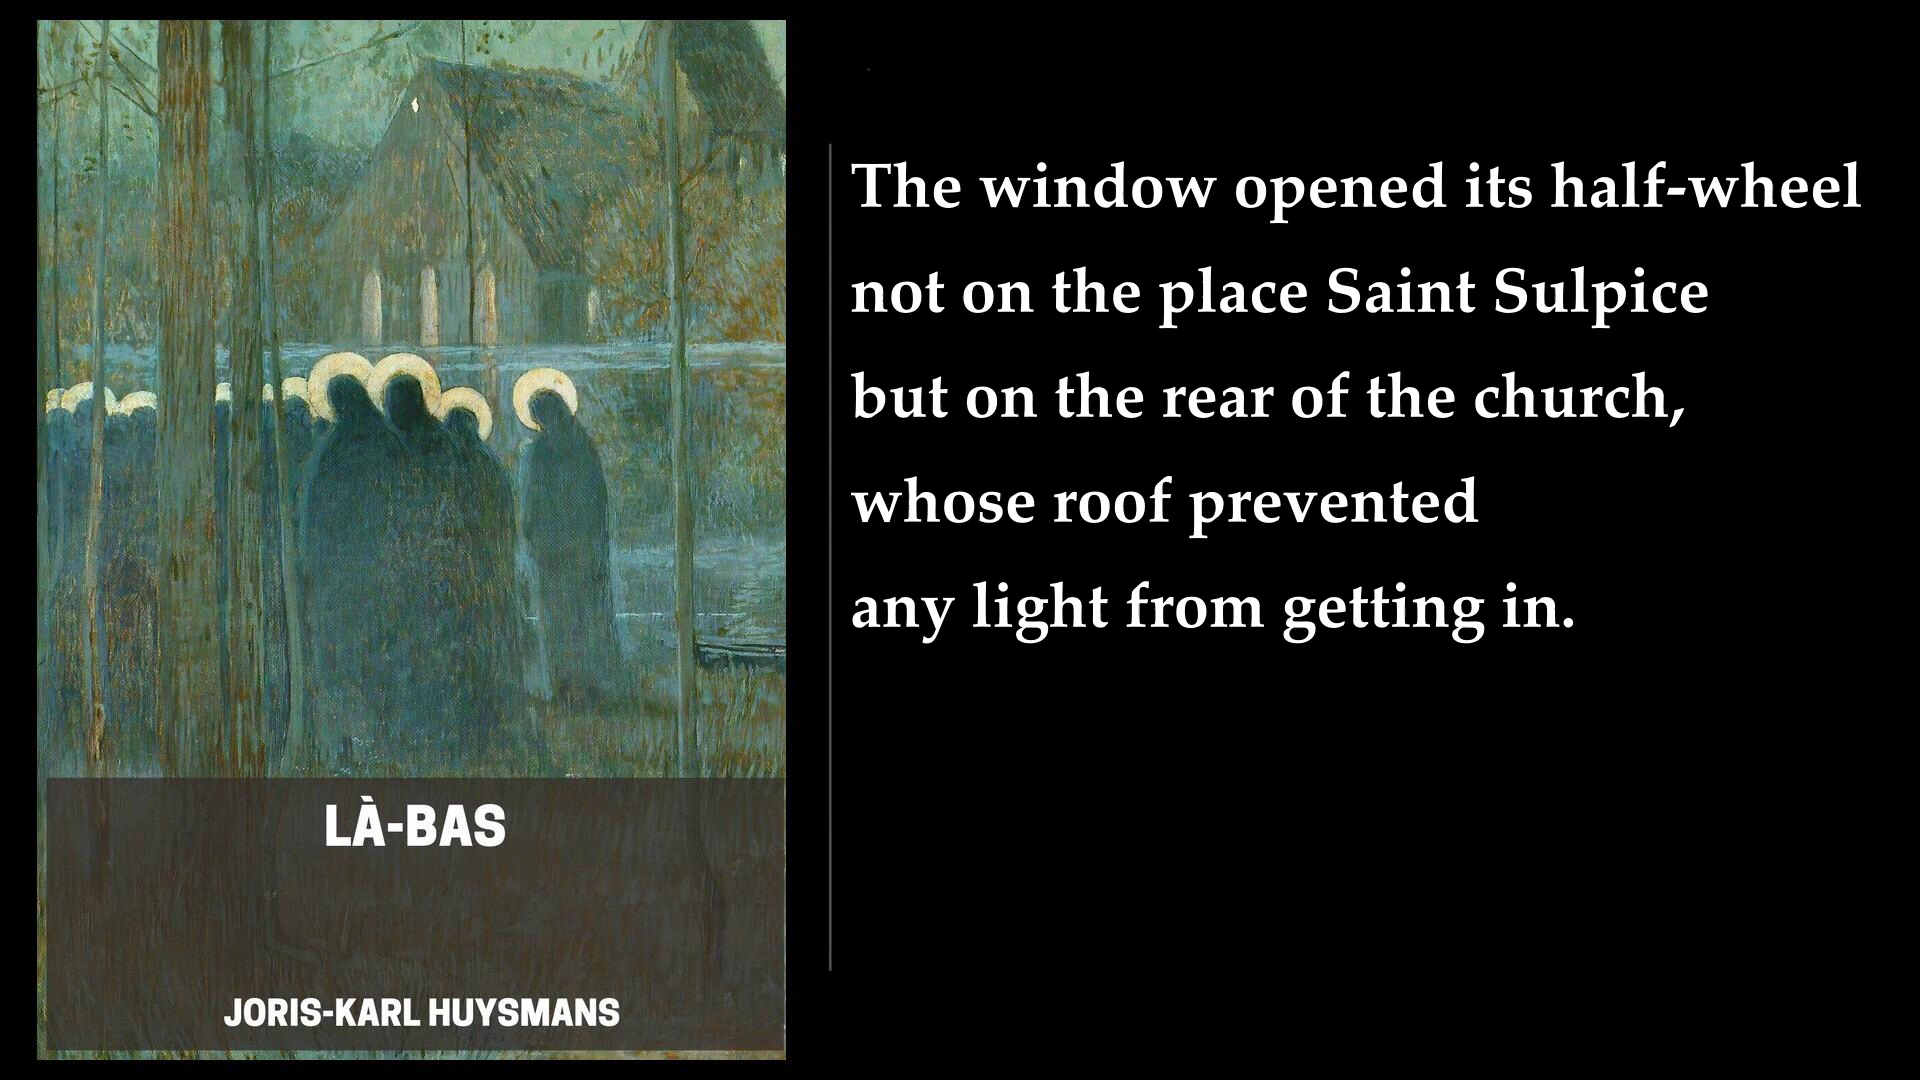 LÀ-BAS
JORIS-KARL HUYSMANS
The window opened its half-wheel
not on the place Saint Sulpice
but on the rear of the church,
whose roof prevented
any light from getting in.